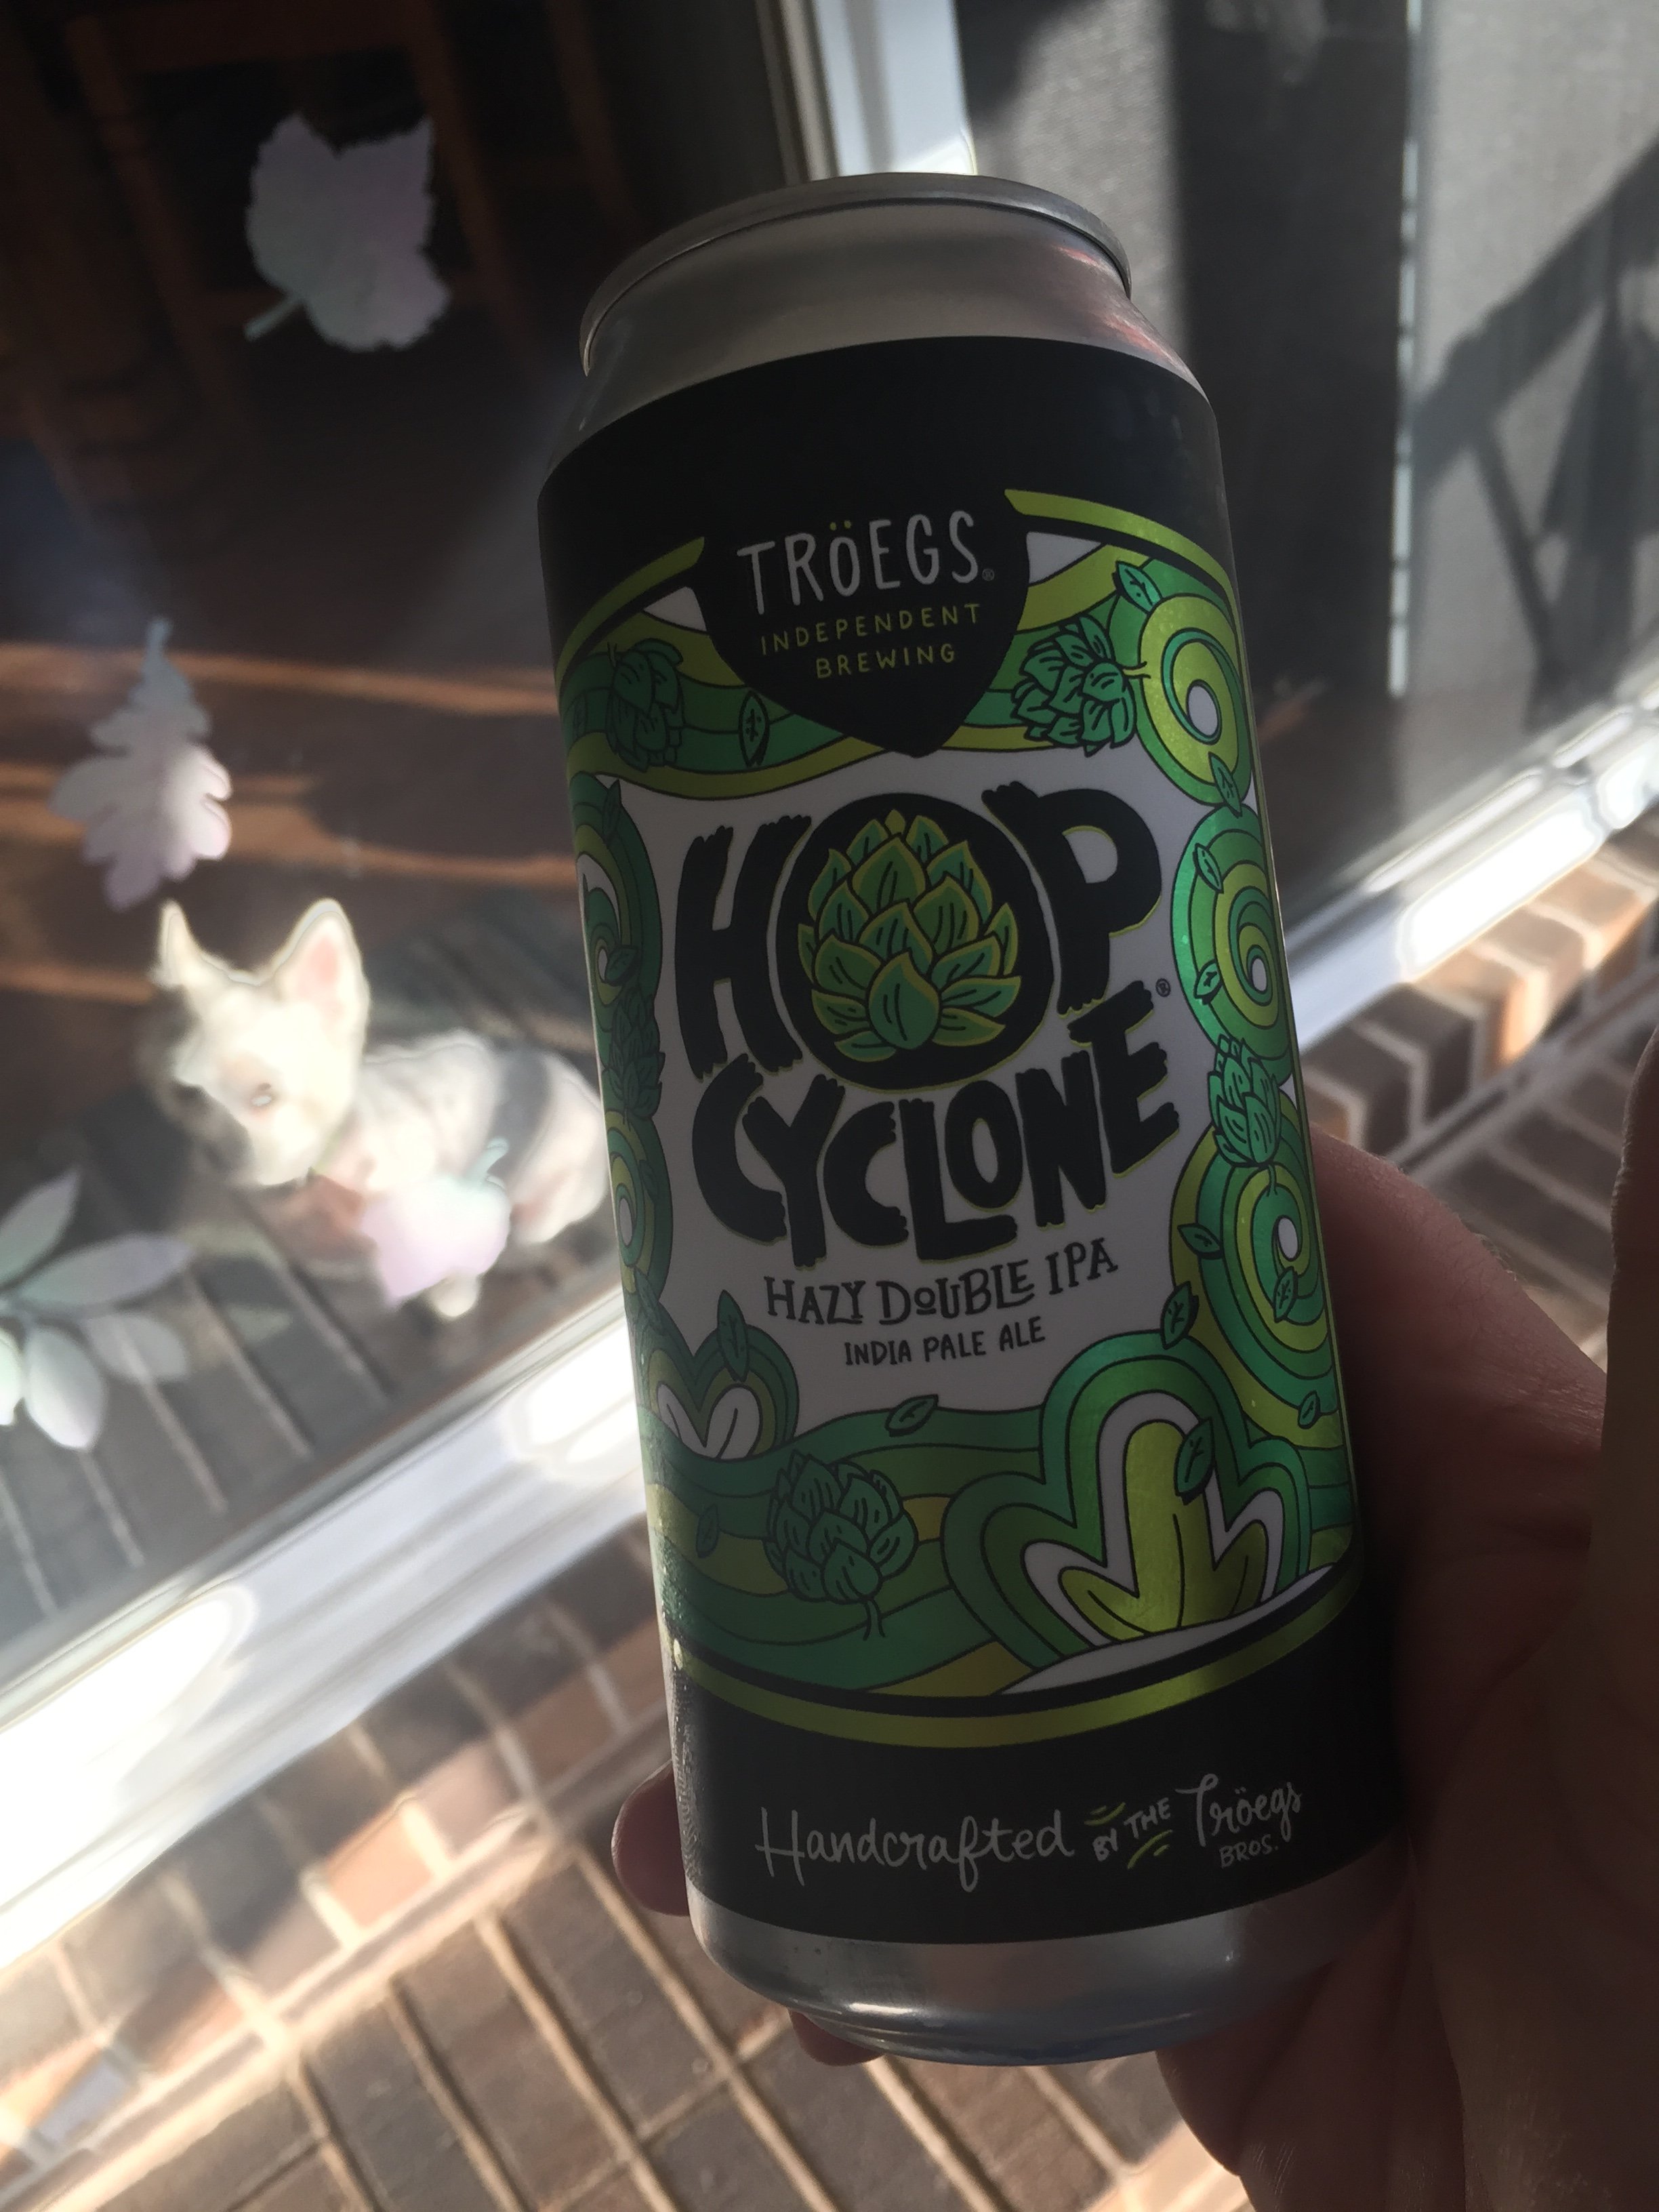 TRÖEGS®
INDEPENDENT
BREWING
HOP
CYCLONE®
HAZY DOUBLE IPA
INDIA PALE ALE
Handcrafted BY THE Tröegs
BROS.